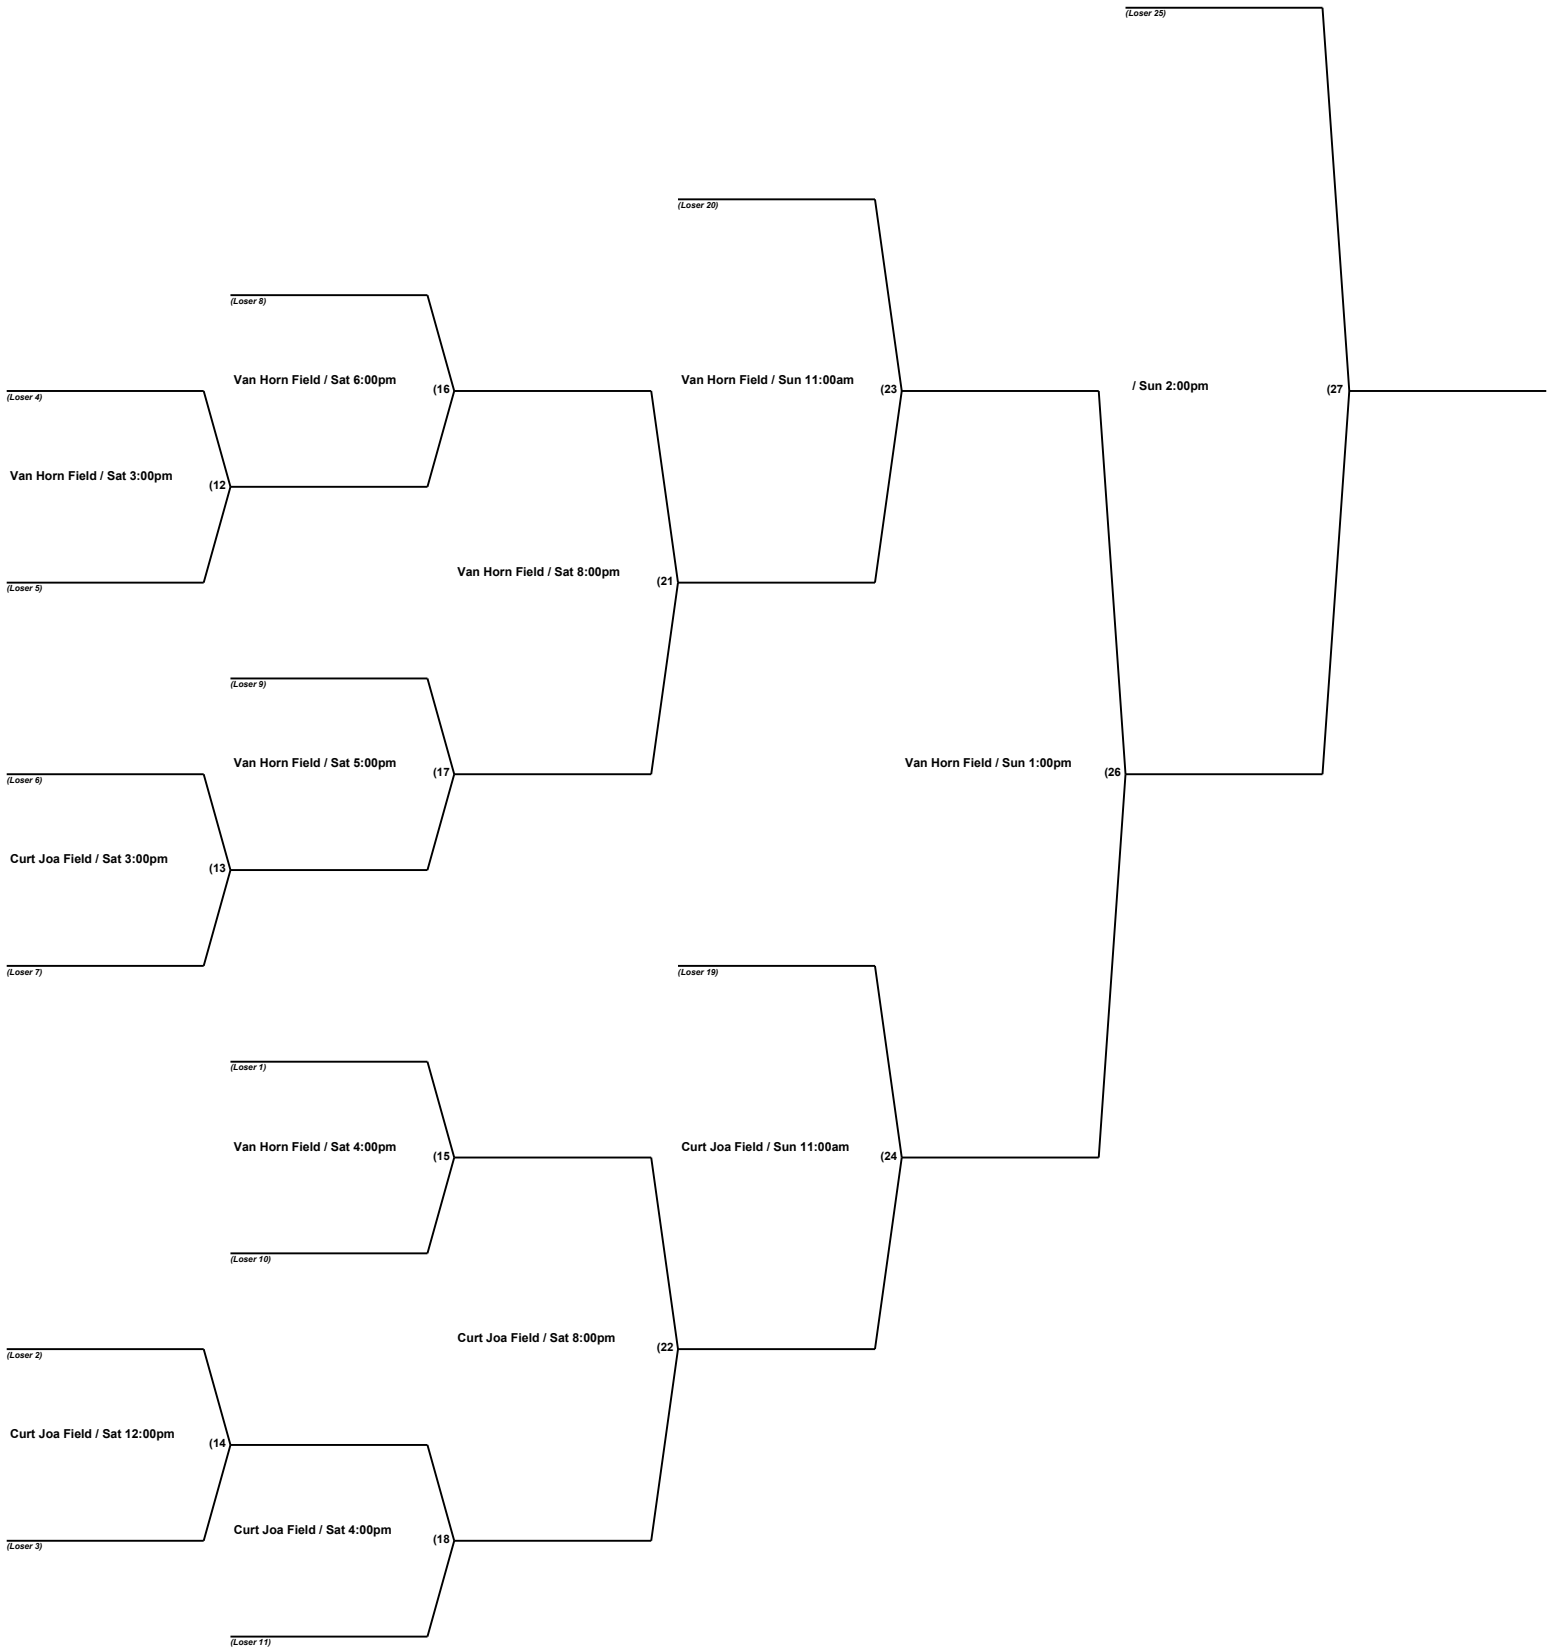 (Loser 25)
(Loser 20)
(Loser 8)
Van Horn Field / Sat 6:00pm
(16
Van Horn Field / Sun 11:00am
(23
/ Sun 2:00pm
(27
(Loser 4)
Van Horn Field / Sat 3:00pm
(12
Van Horn Field / Sat 8:00pm
(21
(Loser 5)
(Loser 9)
Van Horn Field / Sat 5:00pm
(17
Van Horn Field / Sun 1:00pm
(26
(Loser 6)
Curt Joa Field / Sat 3:00pm
(13
(Loser 7)
(Loser 19)
(Loser 1)
Van Horn Field / Sat 4:00pm
(15
Curt Joa Field / Sun 11:00am
(24
(Loser 10)
Curt Joa Field / Sat 8:00pm
(22
(Loser 2)
Curt Joa Field / Sat 12:00pm
(14
Curt Joa Field / Sat 4:00pm
(18
(Loser 3)
(Loser 11)